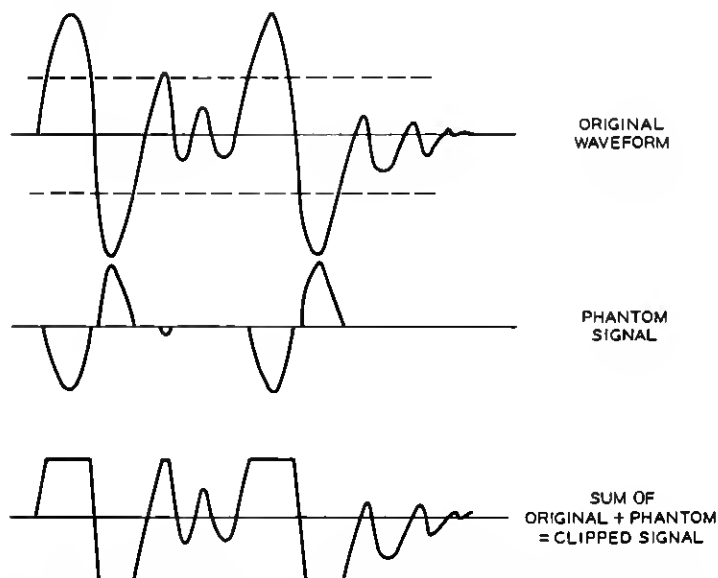 ORIGINAL
WAVEFORM
PHANTOM
SIGNAL
SUM OF
ORIGINAL + PHANTOM
= CLIPPED SIGNAL